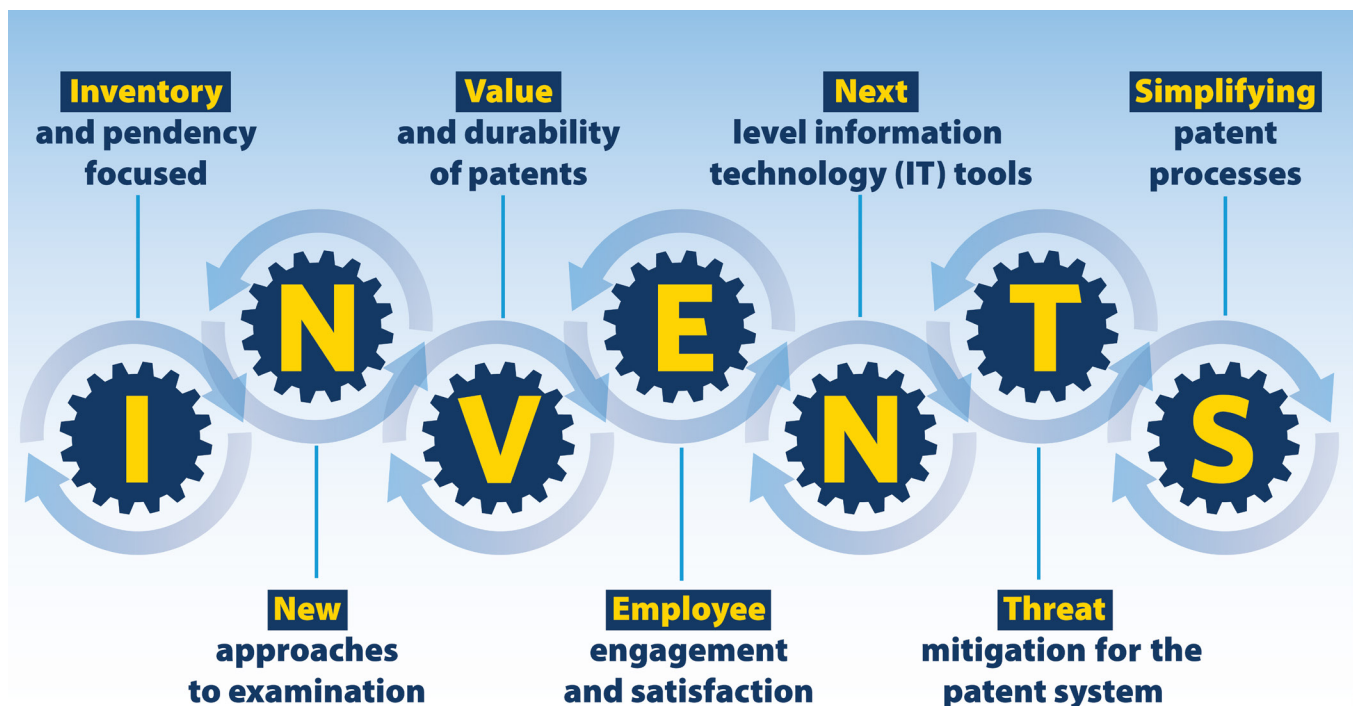 Inventory
and pendency
focused
Value
and durability
of patents
Next
level information
technology (IT) tools
Simplifying
patent
processes
I
N
V
E
N
T
S
New
approaches
to examination
Employee
engagement
and satisfaction
Threat
mitigation for the
patent system